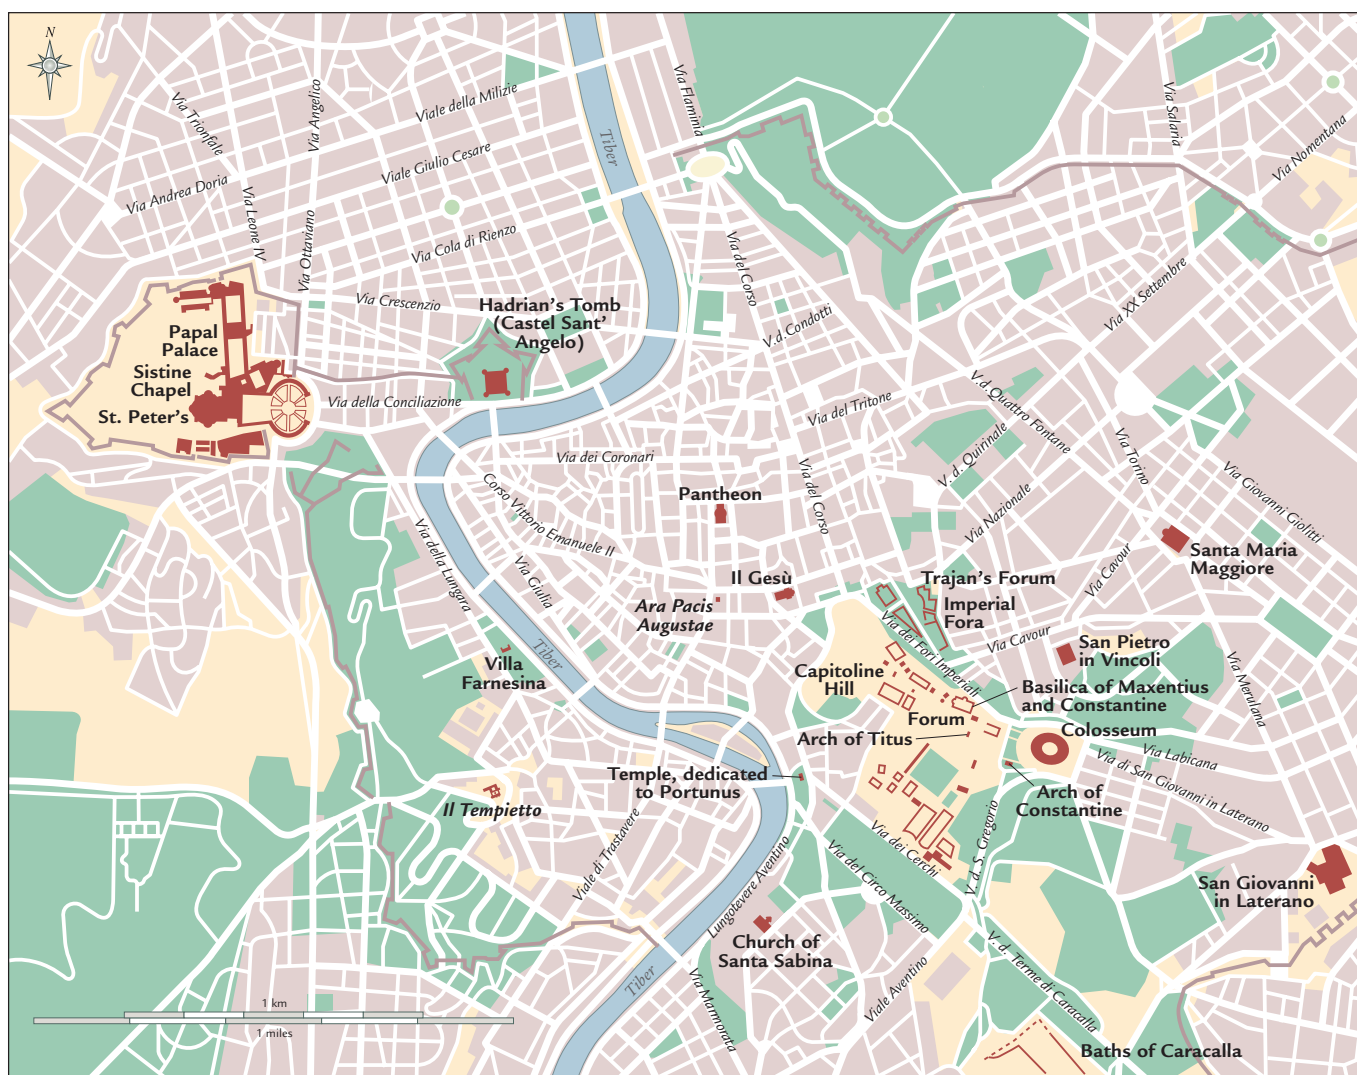 N
Via Trionfale
Via Angelico
Viale della Milizie
Tiber
Via Flaminia
Via Salaria
Via Nomentana
Viale Giulio Cesare
Via Andrea Doria
Via Leone IV
Via Ottaviano
Via Cola di Rienzo
Via del Corso
Via XX Settembre
Via Crescenzio
Hadrian's Tomb
(Castel Sant'
Angelo)
V.d.Condotti
Papal
Palace
Sistine
Chapel
St. Peter's
Via della Conciliazione
Via del Tritone
V.d.Quattro Fontane
V. d. Quirinale
Via Torino
Via dei Coronari
Via del Corso
Via Giovanni Giolitti
Corso Vittorio Emanuele II
Pantheon
Via Nazionale
Via della Lungara
Via Giulia
Santa Maria
Maggiore
Via Cavour
Il Gesù
Trajan's Forum
Imperial
Fora
Ara Pacis
Augustae
Via dei Fori Imperiali
Via Cavour
San Pietro
in Vincoli
Via Merulana
Villa
Farnesina
Tiber
Capitoline
Hill
Basilica of Maxentius
and Constantine
Forum
Arch of Titus
Colosseum
Via Labicana
Via di San Giovanni in Laterano
Temple, dedicated
to Portunus
Arch of
Constantine
Il Tempietto
Viale di Trastavere
Lungotevere Aventino
Via dei Cerchi
Via del Circo Massimo
V. d. S. Gregorio
San Giovanni
in Laterano
Church of
Santa Sabina
V. d. Terme di Caracalla
Viale Aventino
Tiber
Via Marmorata
1 km
1 miles
Baths of Caracalla